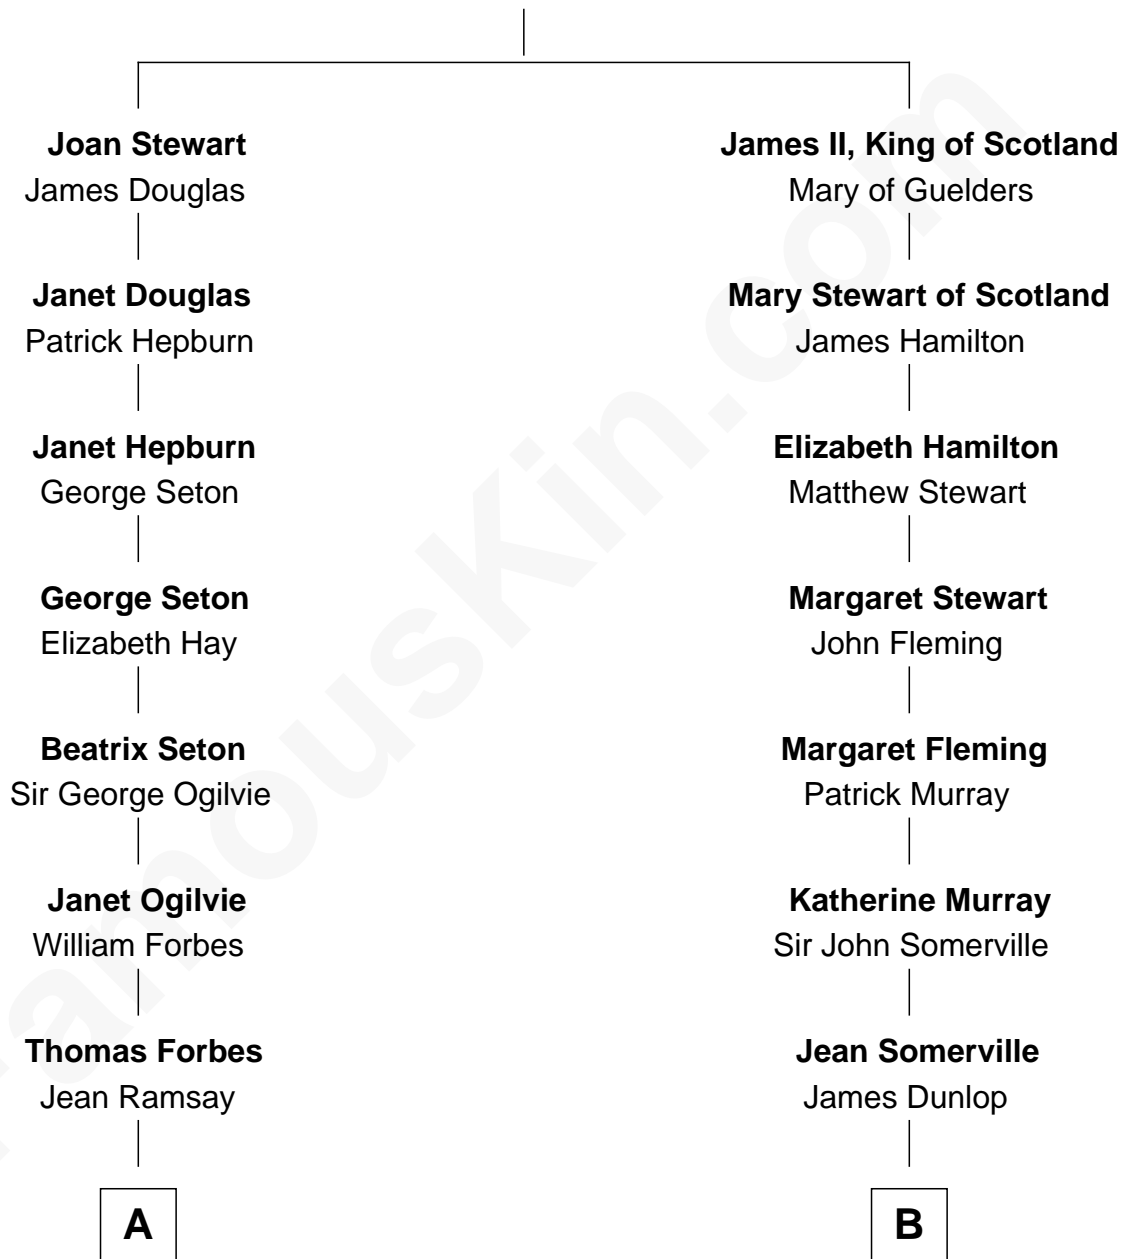 Joan Stewart
James Douglas
Janet Douglas
Patrick Hepburn
Janet Hepburn
George Seton
George Seton
Elizabeth Hay
Beatrix Seton
Sir George Ogilvie
Janet Ogilvie
William Forbes
Thomas Forbes
Jean Ramsay
A
James II, King of Scotland
Mary of Guelders
Mary Stewart of Scotland
James Hamilton
Elizabeth Hamilton
Matthew Stewart
Margaret Stewart
John Fleming
Margaret Fleming
Patrick Murray
Katherine Murray
Sir John Somerville
Jean Somerville
James Dunlop
B
FamousKin.com